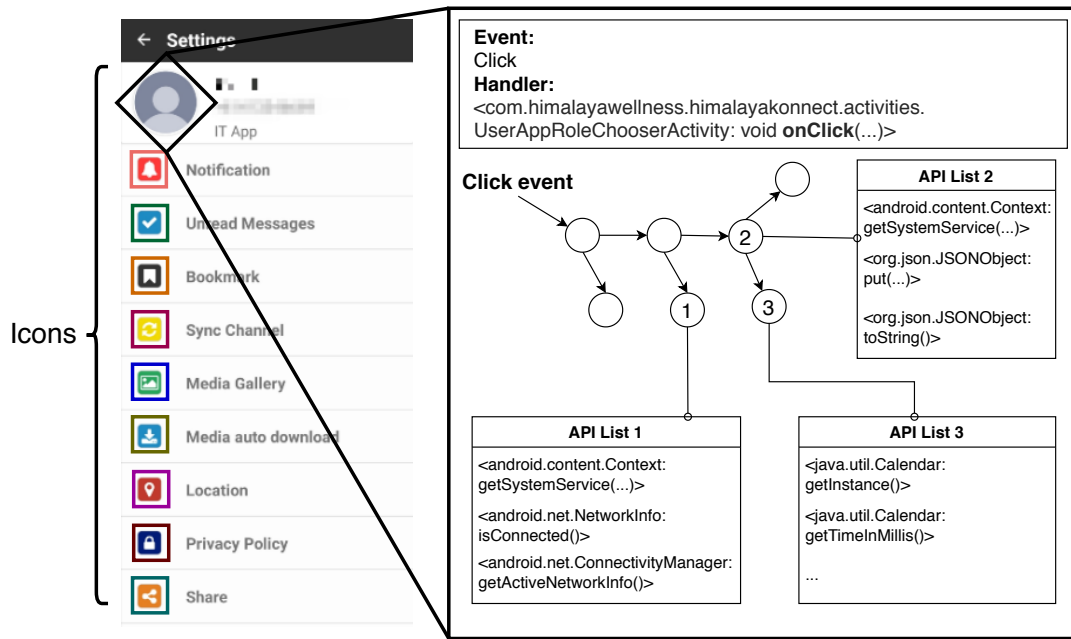 Settings
IT App
Notification
Unread Messages
Bookmark
Sync Channel
Media Gallery
Media auto download
Location
Privacy Policy
Share
Icons
Event:
Click
Handler:
<com.himalayawellness.himalayakonnect.activities.
UserAppRoleChooserActivity: void onClick(...)>
Click event
2
1
3
API List 2
<android.content.Context:
getSystemService(...)>
<org.json.JSONObject:
put(...)>
<org.json.JSONObject:
toString()>
API List 1
<android.content.Context:
getSystemService(...)>
<android.net.NetworkInfo:
isConnected()>
<android.net.ConnectivityManager:
getActiveNetworkInfo()>
API List 3
<java.util.Calendar:
getInstance()>
<java.util.Calendar:
getTimeInMillis()>
...